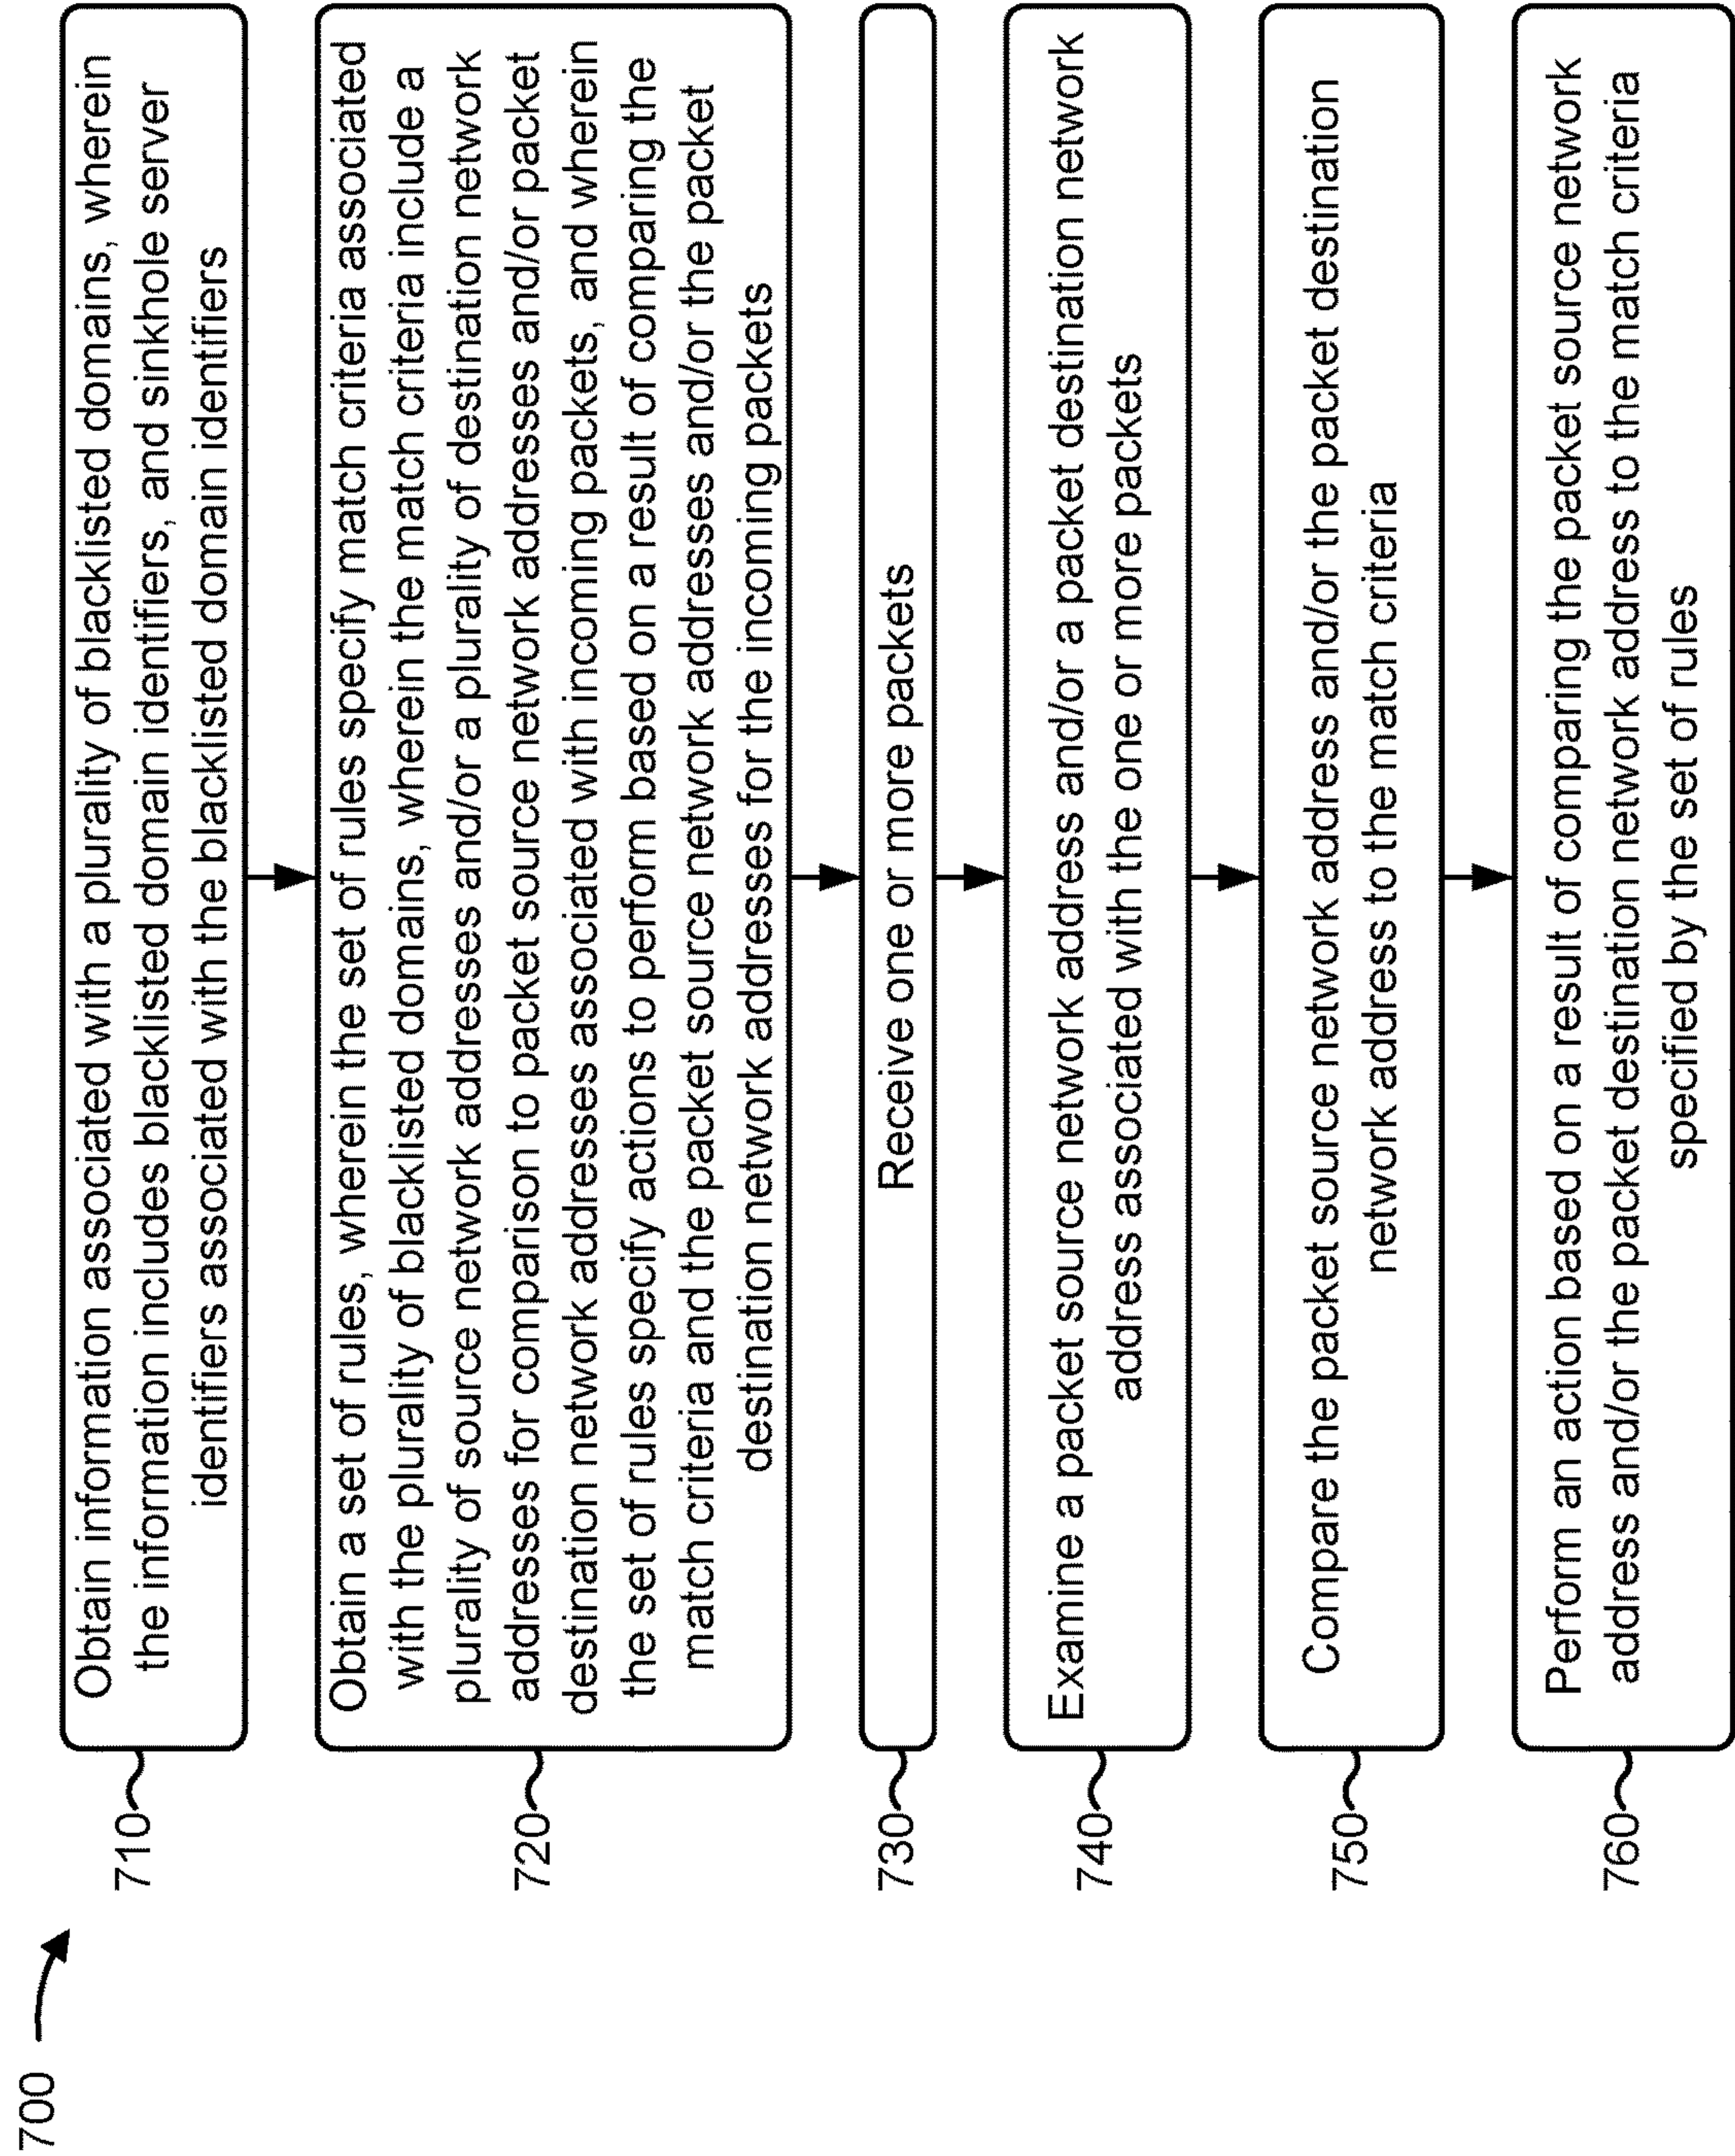 700
710
Obtain information associated with a plurality of blacklisted domains, wherein
the information includes blacklisted domain identifiers, and sinkhole server
identifiers associated with the blacklisted domain identifiers
720
Obtain a set of rules, wherein the set of rules specify match criteria associated
with the plurality of blacklisted domains, wherein the match criteria include a
plurality of source network addresses and/or a plurality of destination network
addresses for comparison to packet source network addresses and/or packet
destination network addresses associated with incoming packets, and wherein
the set of rules specify actions to perform based on a result of comparing the
match criteria and the packet source network addresses and/or the packet
destination network addresses for the incoming packets
730
Receive one or more packets
740
Examine a packet source network address and/or a packet destination network
address associated with the one or more packets
750
Compare the packet source network address and/or the packet destination
network address to the match criteria
760
Perform an action based on a result of comparing the packet source network
address and/or the packet destination network address to the match criteria
specified by the set of rules